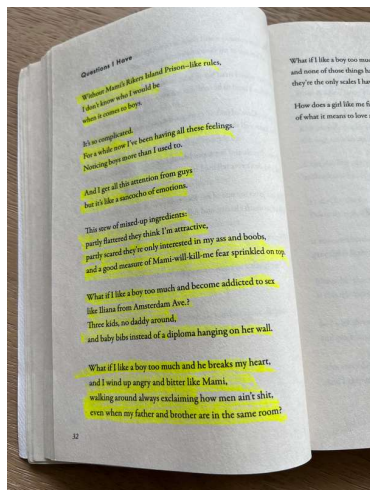 Questions I Have
Without Mami's Rikers Island Prison–like rules,
I don't know who I would be
when it comes to boys.
It's so complicated.
For a while now I've been having all these feelings.
Noticing boys more than I used to.
And I get all this attention from guys
but it's like a sancocho of emotions.
This stew of mixed-up ingredients:
partly flattered they think I'm attractive,
partly scared they're only interested in my ass and boobs,
and a good measure of Mami-will-kill-me fear sprinkled on top.
What if I like a boy too much and become addicted to sex
like Iliana from Amsterdam Ave.?
Three kids, no daddy around,
and baby bibs instead of a diploma hanging on her wall.
What if I like a boy too much and he breaks my heart,
and I wind up angry and bitter like Mami,
walking around always exclaiming how men ain't shit,
even when my father and brother are in the same room?
32
What if I like a boy too
and none of those things
they're the only scales I
How does a girl like me
of what it means to love